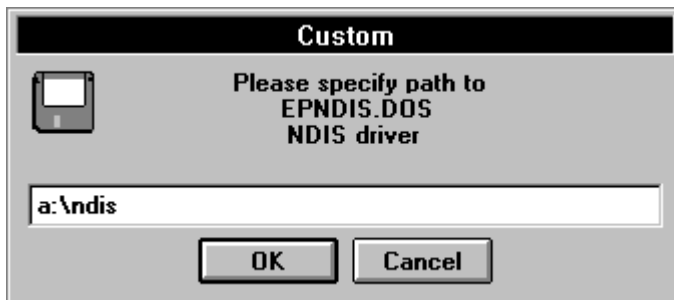 Custom
Please specify path to
EPNDIS.DOS
NDIS driver
a:\ndis
OK
Cancel